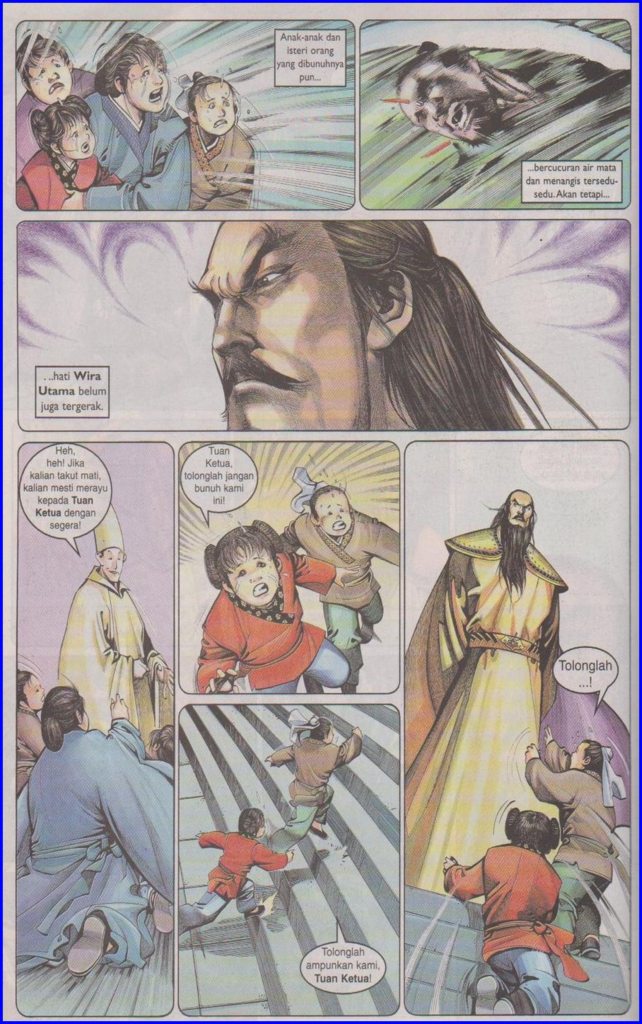 Anak-anak dan
isteri orang
yang dibunuhnya
pun...
...bercucuran air mata
dan menangis tersedu-
sedu. Akan tetapi...
...hati Wira
Utama belum
juga tergerak.
Heh,
heh! Jika
kalian takut mati,
kalian mesti merayu
kepada Tuan
Ketua dengan
segera!
Tuan
Ketua,
tolonglah jangan
bunuh kami
ini!
Tolonglah
ampunkan kami,
Tuan Ketua!
Tolonglah
...!